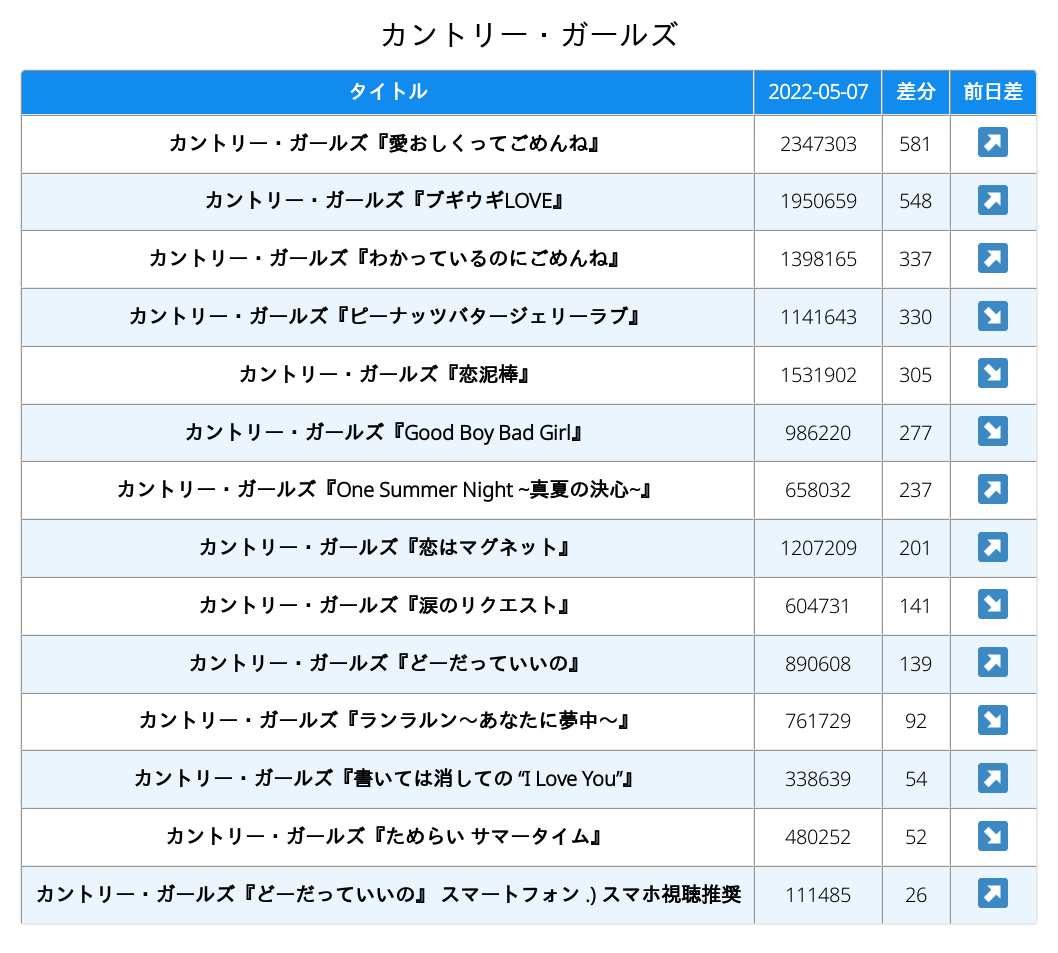 カントリー・ガールズ
タイトル 2022-05-07 差分 前日差
カントリー・ガールズ『愛おしくってごめんね』 2347303 581 ↗
カントリー・ガールズ『ブギウギLOVE』 1950659 548 ↗
カントリー・ガールズ『わかっているのにごめんね』 1398165 337 ↗
カントリー・ガールズ『ピーナッツバタージェリーラブ』 1141643 330 ↘
カントリー・ガールズ『恋泥棒』 1531902 305 ↘
カントリー・ガールズ『Good Boy Bad Girl』 986220 277 ↘
カントリー・ガールズ『One Summer Night ~真夏の決心~』 658032 237 ↗
カントリー・ガールズ『恋はマグネット』 1207209 201 ↗
カントリー・ガールズ『涙のリクエスト』 604731 141 ↘
カントリー・ガールズ『どーだっていいの』 890608 139 ↗
カントリー・ガールズ『ランラルン～あなたに夢中～』 761729 92 ↘
カントリー・ガールズ『書いては消しての “I Love You”』 338639 54 ↗
カントリー・ガールズ『ためらい サマータイム』 480252 52 ↘
カントリー・ガールズ『どーだっていいの』 スマートフォン .) スマホ視聴推奨 111485 26 ↗